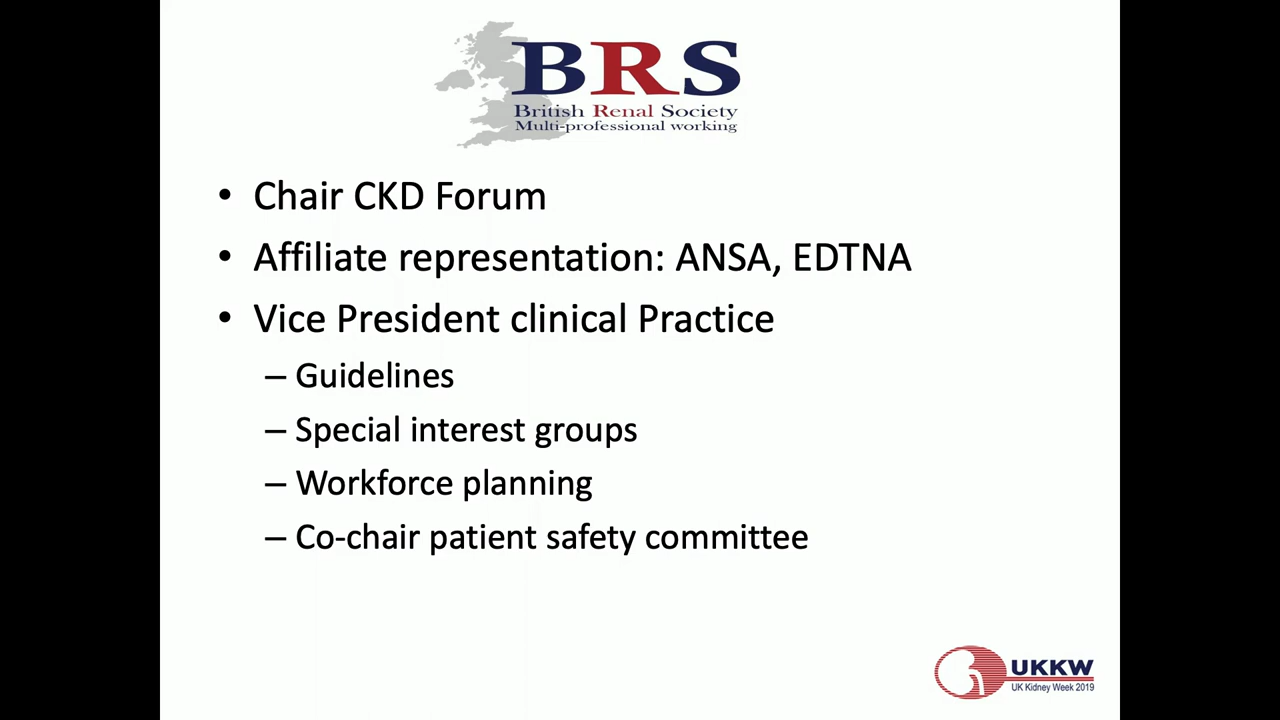 BRS
British Renal Society
Multi-professional working
• Chair CKD Forum
• Affiliate representation: ANSA, EDTNA
• Vice President clinical Practice
– Guidelines
– Special interest groups
– Workforce planning
– Co-chair patient safety committee
UKKW
UK Kidney Week 2019